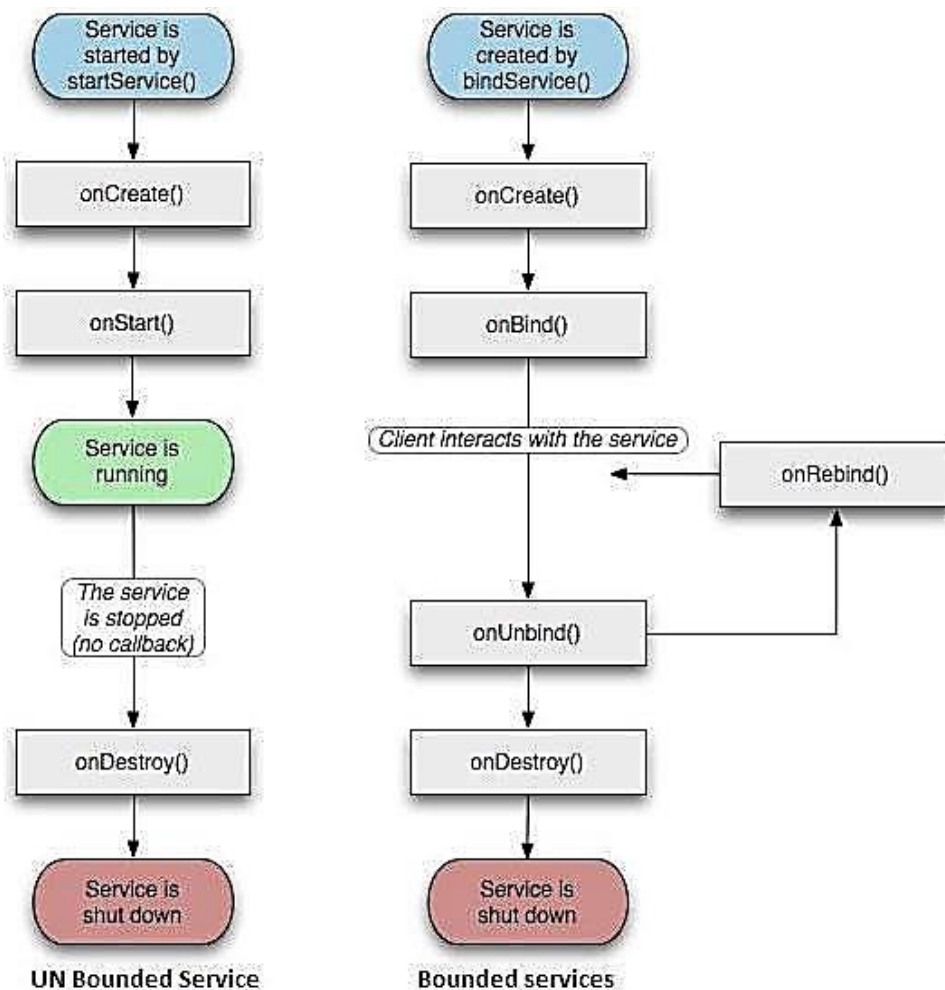 Service is
started by
startService()
onCreate()
onStart()
Service is
running
The service
is stopped
(no callback)
onDestroy()
Service is
shut down
UN Bounded Service
Service is
created by
bindService()
onCreate()
onBind()
Client interacts with the service
onRebind()
onUnbind()
onDestroy()
Service is
shut down
Bounded services